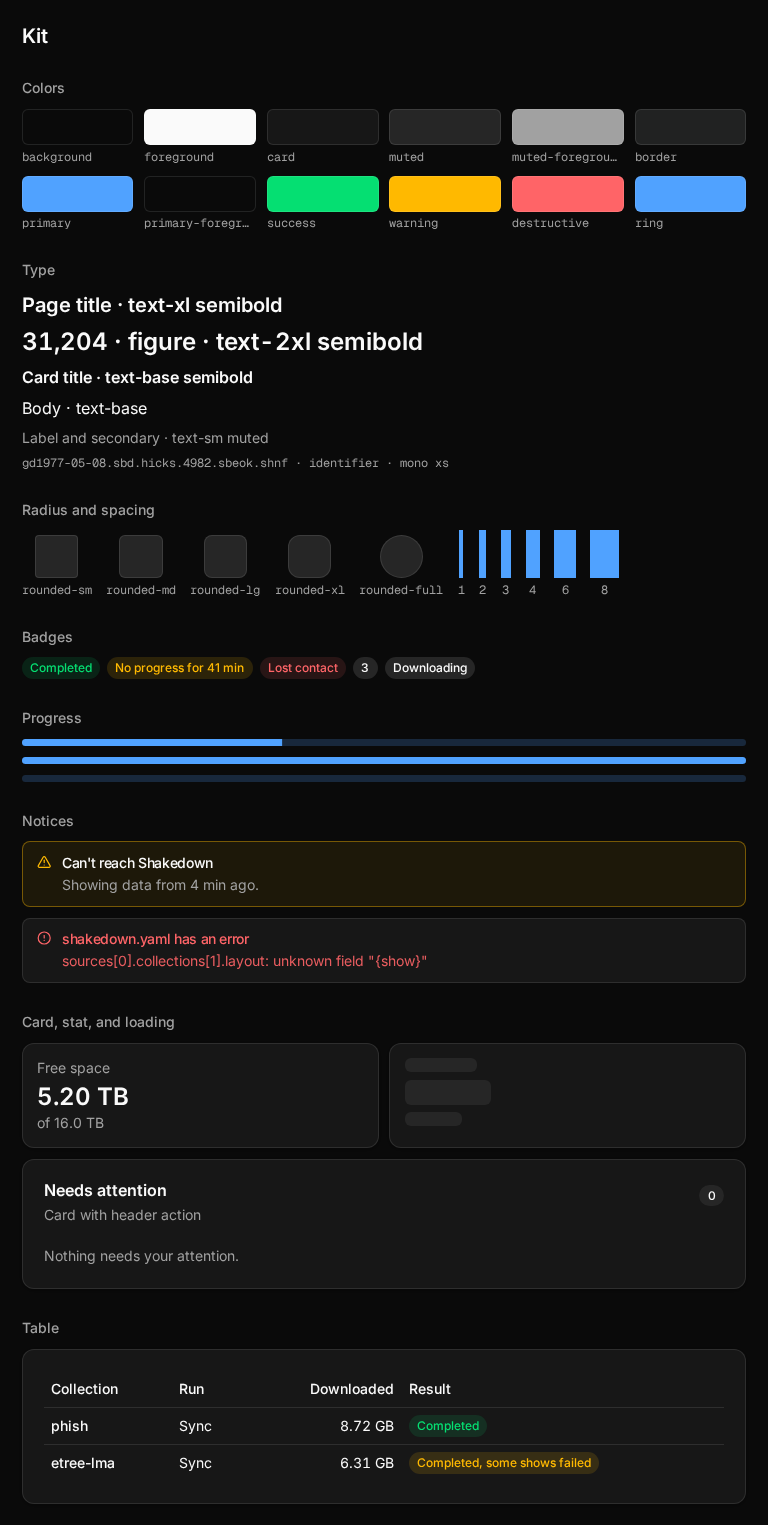 Kit
Colors
background foreground card muted muted-foregrou… border
primary primary-foregr… success warning destructive ring
Type
Page title · text-xl semibold
31,204 · figure · text-2xl semibold
Card title · text-base semibold
Body · text-base
Label and secondary · text-sm muted
gd1977-05-08.sbd.hicks.4982.sbeok.shnf · identifier · mono xs
Radius and spacing
rounded-sm rounded-md rounded-lg rounded-xl rounded-full 1 2 3 4 6 8
Badges
Completed No progress for 41 min Lost contact 3 Downloading
Progress
Notices
Can't reach Shakedown
Showing data from 4 min ago.
shakedown.yaml has an error
sources[0].collections[1].layout: unknown field "{show}"
Card, stat, and loading
Free space
5.20 TB
of 16.0 TB
Needs attention
0
Card with header action
Nothing needs your attention.
Table
Collection Run Downloaded Result
phish Sync 8.72 GB Completed
etree-lma Sync 6.31 GB Completed, some shows failed